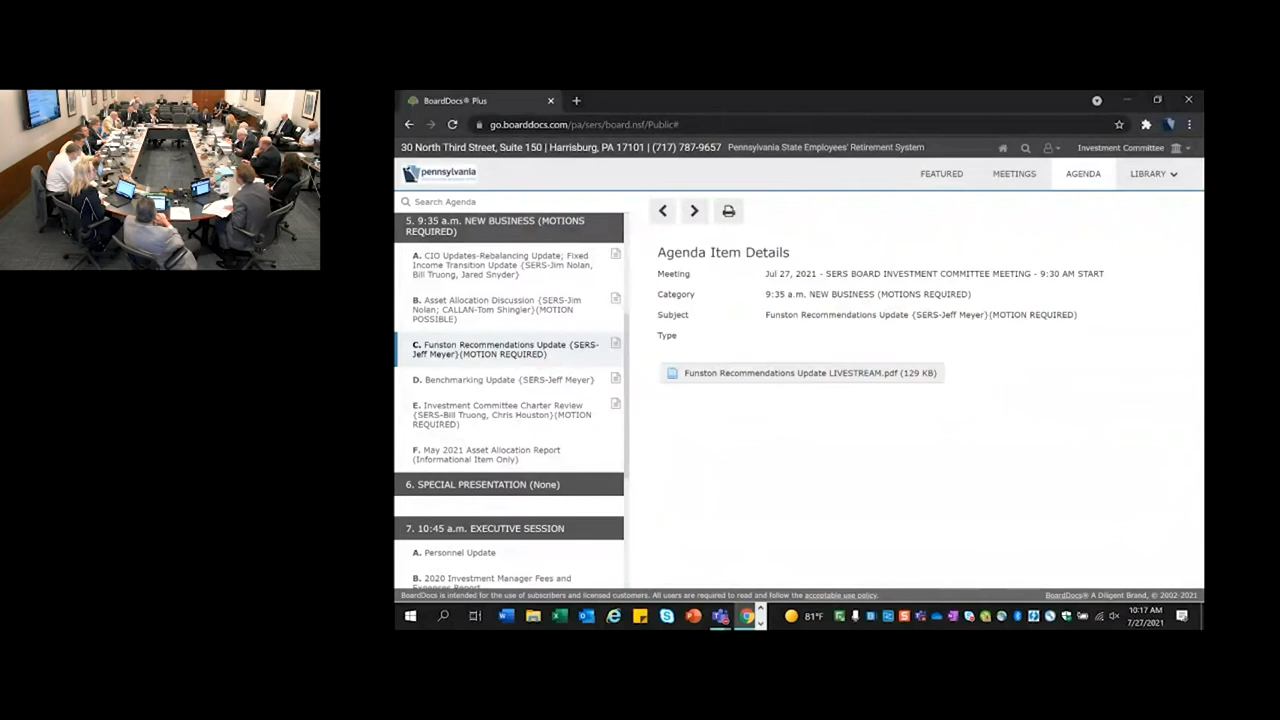 BoardDocs® Plus
go.boarddocs.com/pa/sers/board.nsf/Public#
30 North Third Street, Suite 150 | Harrisburg, PA 17101 | (717) 787-9657 Pennsylvania State Employees' Retirement System
Investment Committee
pennsylvania
FEATURED MEETINGS AGENDA LIBRARY
Search Agenda
5. 9:35 a.m. NEW BUSINESS (MOTIONS
REQUIRED)
A. CIO Updates-Rebalancing Update; Fixed
Income Transition Update {SERS-Jim Nolan,
Bill Truong, Jared Snyder}
B. Asset Allocation Discussion {SERS-Jim
Nolan; CALLAN-Tom Shingler}(MOTION
POSSIBLE)
C. Funston Recommendations Update {SERS-
Jeff Meyer}(MOTION REQUIRED)
D. Benchmarking Update {SERS-Jeff Meyer}
E. Investment Committee Charter Review
{SERS-Bill Truong, Chris Houston}(MOTION
REQUIRED)
F. May 2021 Asset Allocation Report
(Informational Item Only)
6. SPECIAL PRESENTATION (None)
7. 10:45 a.m. EXECUTIVE SESSION
A. Personnel Update
B. 2020 Investment Manager Fees and
Expenses Report
Agenda Item Details
Meeting Jul 27, 2021 - SERS BOARD INVESTMENT COMMITTEE MEETING - 9:30 AM START
Category 9:35 a.m. NEW BUSINESS (MOTIONS REQUIRED)
Subject Funston Recommendations Update {SERS-Jeff Meyer}(MOTION REQUIRED)
Type
Funston Recommendations Update LIVESTREAM.pdf (129 KB)
BoardDocs is intended for the use of subscribers and licensed customers. All users are required to read and follow the acceptable use policy.
BoardDocs® A Diligent Brand, © 2002-2021
81°F
10:17 AM
7/27/2021